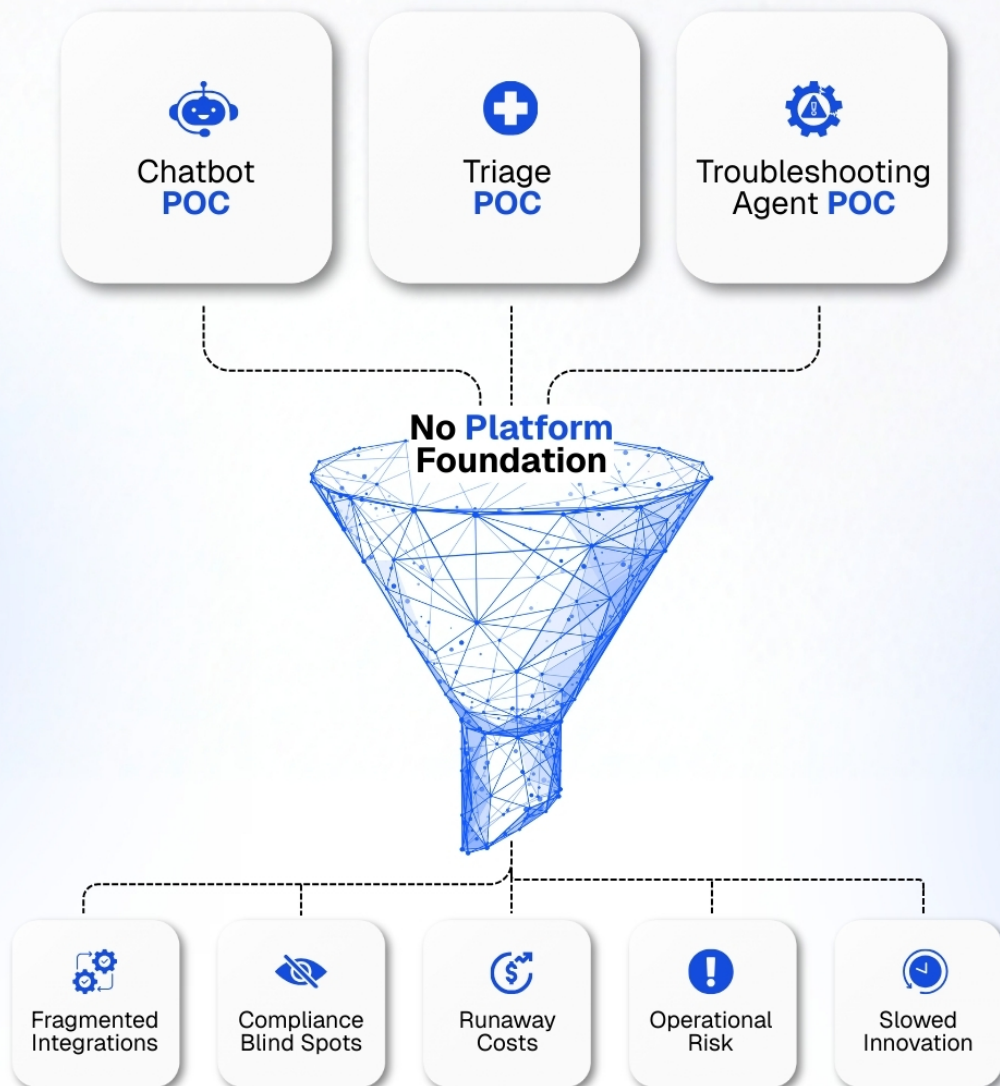 Chatbot
POC
Triage
POC
Troubleshooting
Agent POC
No Platform
Foundation
Fragmented
Integrations
Compliance
Blind Spots
Runaway
Costs
Operational
Risk
Slowed
Innovation